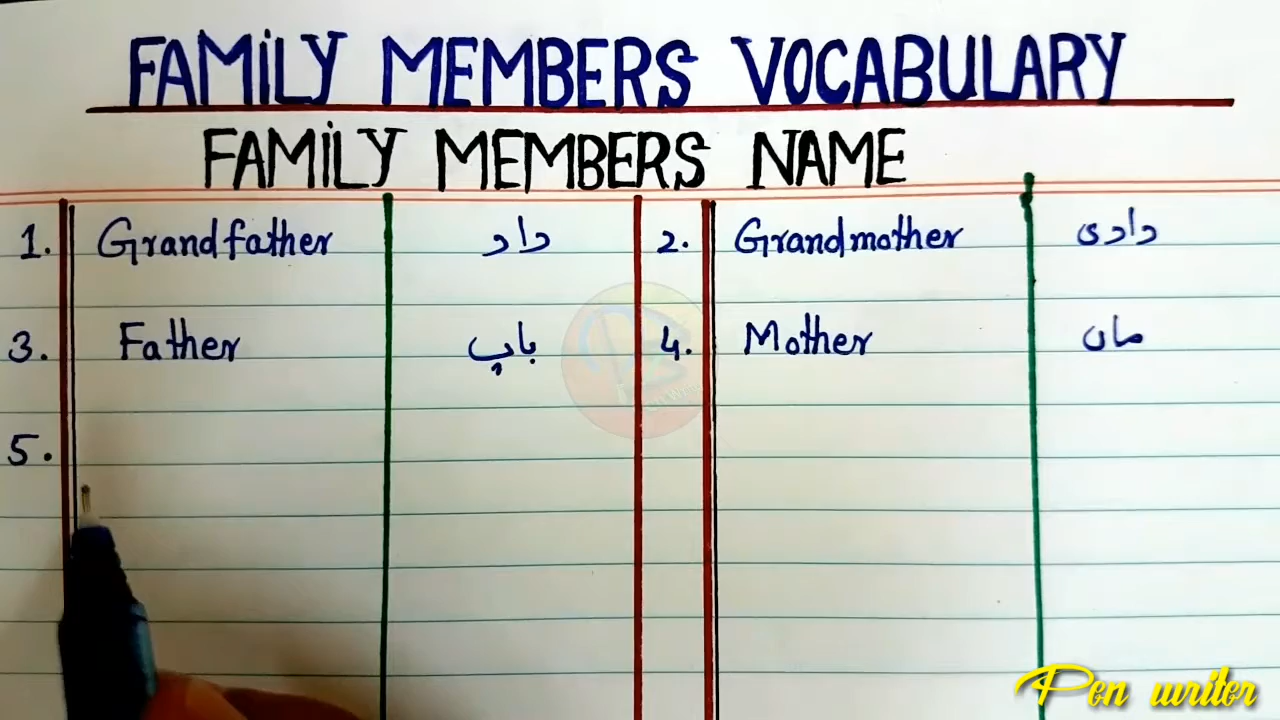 FAMILY MEMBERS VOCABULARY
FAMILY MEMBERS NAME
1. Grandfather داد 2. Grandmother دادی
3. Father باپ 4. Mother ماں
5.
Pen writer